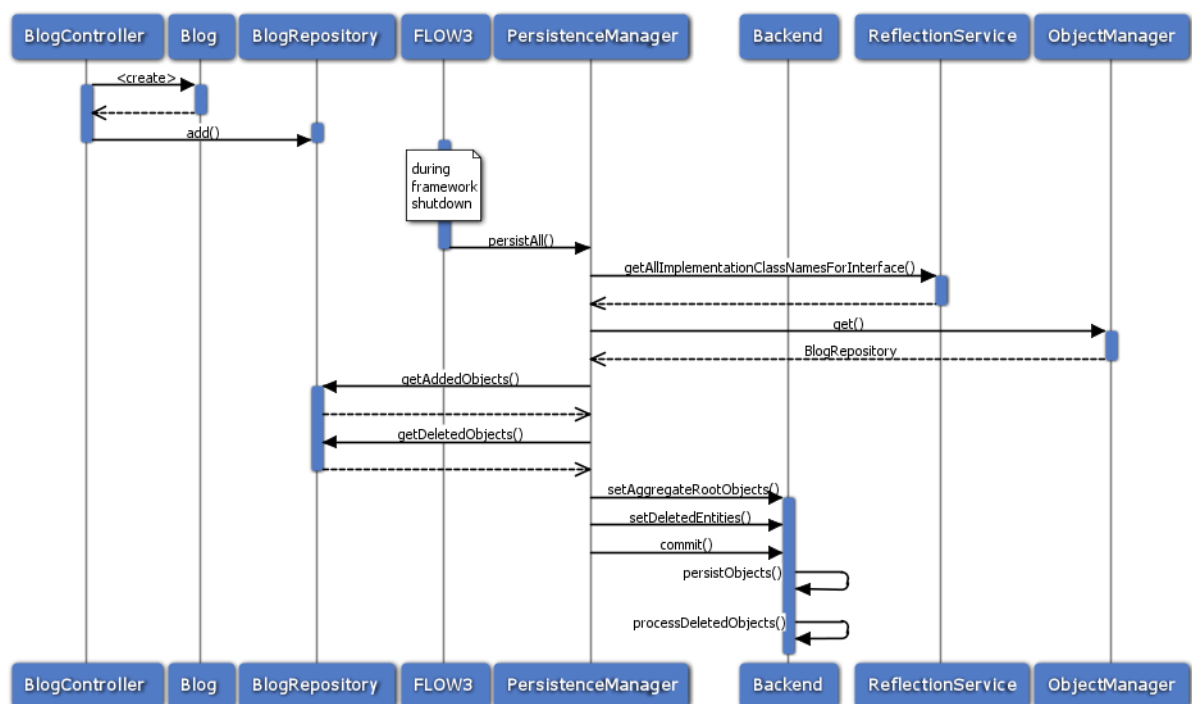 BlogController Blog BlogRepository FLOW3 PersistenceManager Backend ReflectionService ObjectManager
<create>
add()
during
framework
shutdown
persistAll()
getAllImplementationClassNamesForInterface()
get()
BlogRepository
getAddedObjects()
getDeletedObjects()
setAggregateRootObjects()
setDeletedEntities()
commit()
persistObjects()
processDeletedObjects()
BlogController Blog BlogRepository FLOW3 PersistenceManager Backend ReflectionService ObjectManager